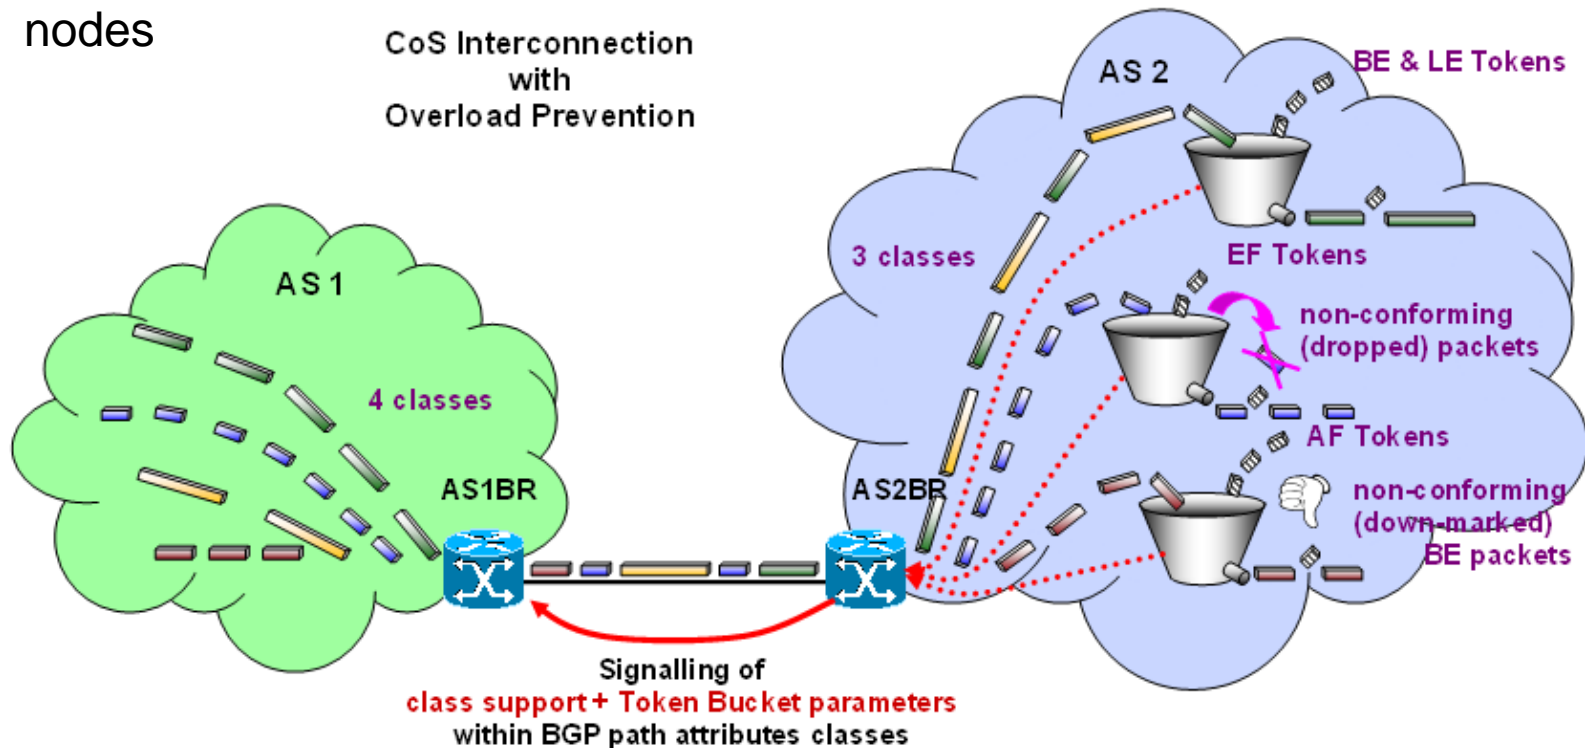 nodes
CoS Interconnection
with
Overload Prevention
AS 2
BE & LE Tokens
3 classes
EF Tokens
AS 1
non-conforming
(dropped) packets
4 classes
AF Tokens
AS1BR
AS2BR
non-conforming
(down-marked)
BE packets
Signalling of
class support + Token Bucket parameters
within BGP path attributes classes